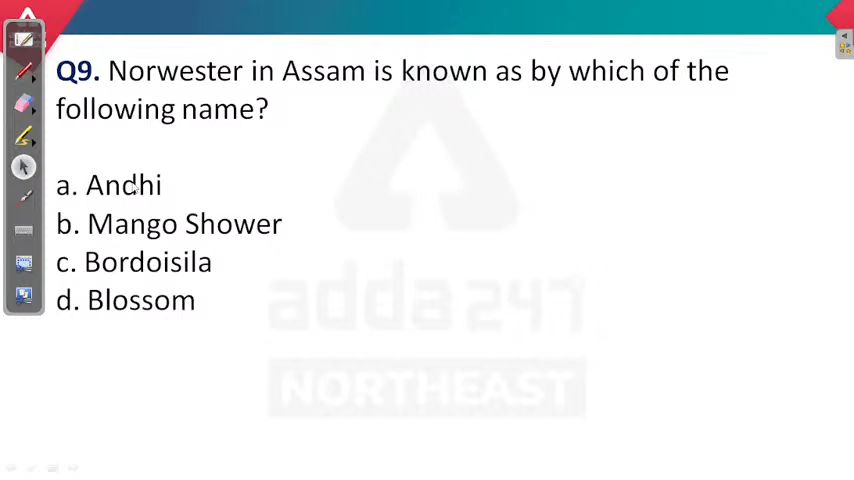 Q9. Norwester in Assam is known as by which of the
following name?
a. Andhi
b. Mango Shower
c. Bordoisila
d. Blossom
adda 247
NORTHEAST